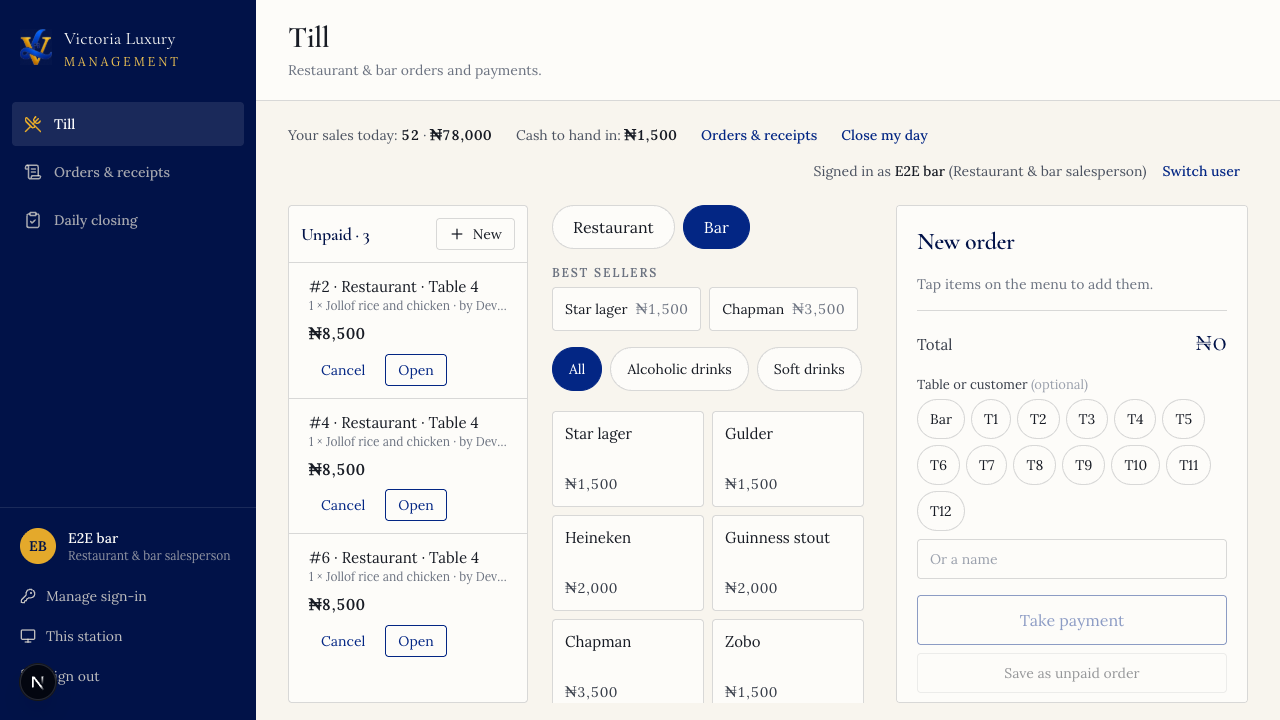 Victoria Luxury
MANAGEMENT
Till
Orders & receipts
Daily closing
EB
E2E bar
Restaurant & bar salesperson
Manage sign-in
This station
ign out
N
Till
Restaurant & bar orders and payments.
Your sales today: 52 · ₦78,000
Cash to hand in: ₦1,500
Orders & receipts
Close my day
Signed in as E2E bar (Restaurant & bar salesperson)
Switch user
Unpaid · 3
New
#2 · Restaurant · Table 4
1 × Jollof rice and chicken · by Dev...
₦8,500
Cancel
Open
#4 · Restaurant · Table 4
1 × Jollof rice and chicken · by Dev...
₦8,500
Cancel
Open
#6 · Restaurant · Table 4
1 × Jollof rice and chicken · by Dev...
₦8,500
Cancel
Open
Restaurant
Bar
BEST SELLERS
Star lager ₦1,500
Chapman ₦3,500
All
Alcoholic drinks
Soft drinks
Star lager
₦1,500
Gulder
₦1,500
Heineken
₦2,000
Guinness stout
₦2,000
Chapman
₦3,500
Zobo
₦1,500
New order
Tap items on the menu to add them.
Total
₦0
Table or customer (optional)
Bar
T1
T2
T3
T4
T5
T6
T7
T8
T9
T10
T11
T12
Or a name
Take payment
Save as unpaid order